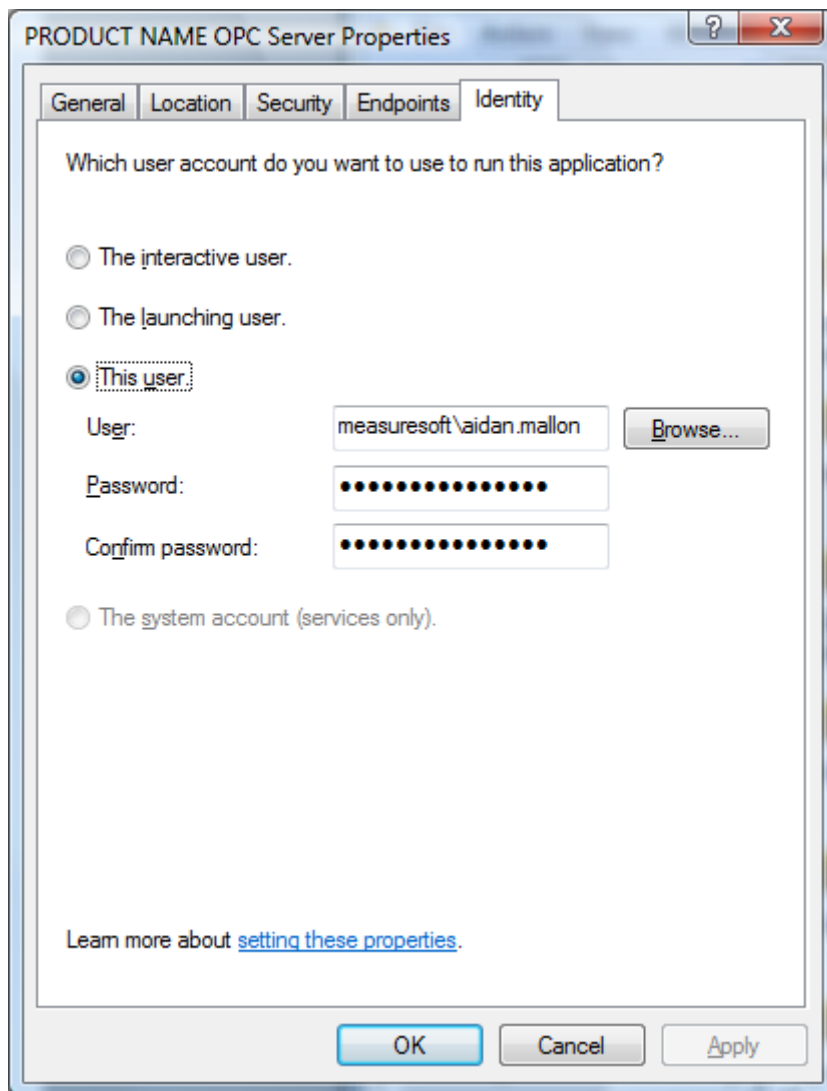 PRODUCT NAME OPC Server Properties
General Location Security Endpoints Identity
Which user account do you want to use to run this application?
The interactive user.
The launching user.
This user.
User: measuresoft\aidan.mallon Browse...
Password: •••••••••••••••
Confirm password: •••••••••••••••
The system account (services only).
Learn more about setting these properties.
OK Cancel Apply